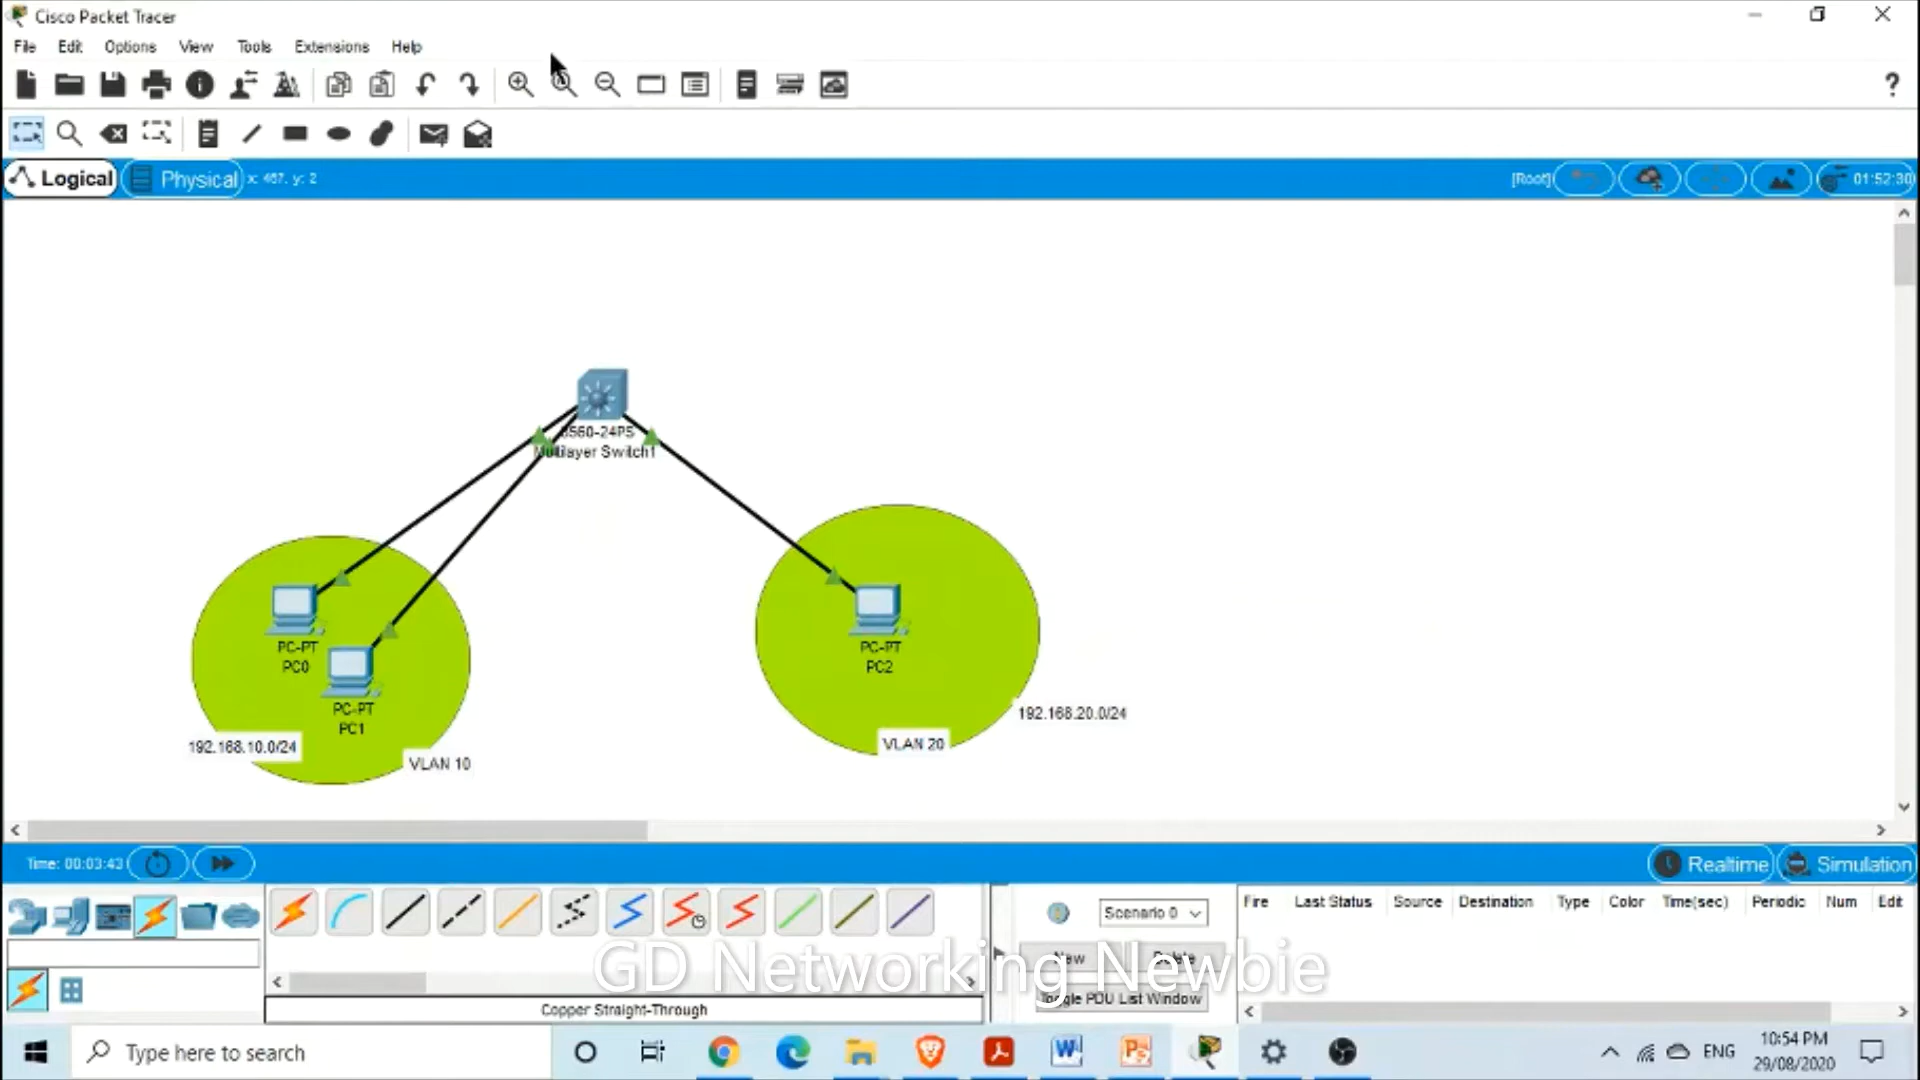 Cisco Packet Tracer
File Edit Options View Tools Extensions Help
?
Logical Physical x: 467, y: 2 [Root] 01:52:30
3560-24PS
Multilayer Switch1
PC-PT
PC0
PC-PT
PC1
192.168.10.0/24
VLAN 10
PC-PT
PC2
192.168.20.0/24
VLAN 20
Time: 00:03:43 Realtime Simulation
Scenario 0
Fire Last Status Source Destination Type Color Time(sec) Periodic Num Edit
New Delete
GD Networking Newbie
Toggle PDU List Window
Copper Straight-Through
Type here to search
ENG
10:54 PM
29/08/2020